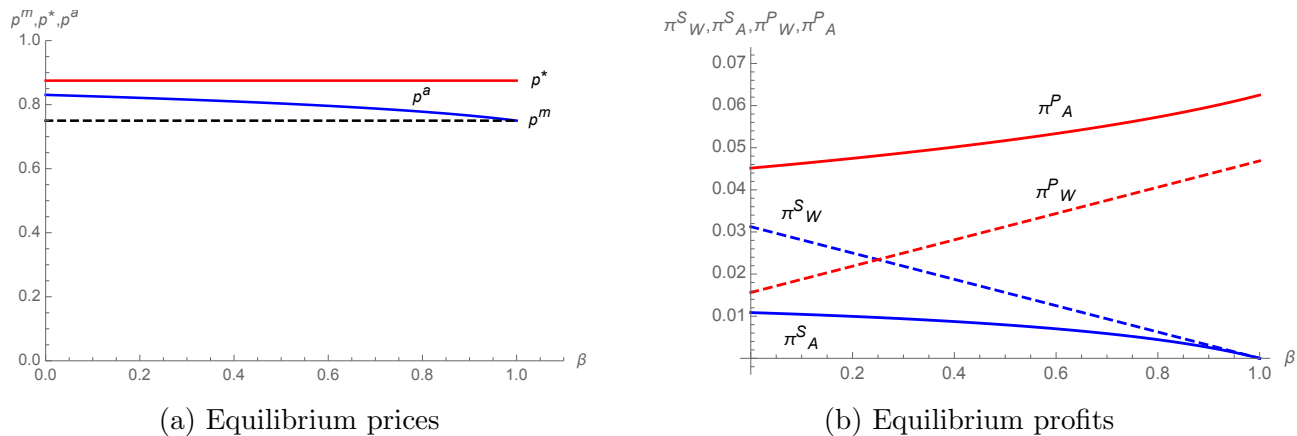 p^m,p*,p^a
1.0
0.8
0.6
0.4
0.2
0.0
0.0 0.2 0.4 0.6 0.8 1.0
β
p*
p^a
p^m
(a) Equilibrium prices
π^S_W,π^S_A,π^P_W,π^P_A
0.07
0.06
0.05
0.04
0.03
0.02
0.01
0.2 0.4 0.6 0.8 1.0
β
π^P_A
π^P_W
π^S_W
π^S_A
(b) Equilibrium profits